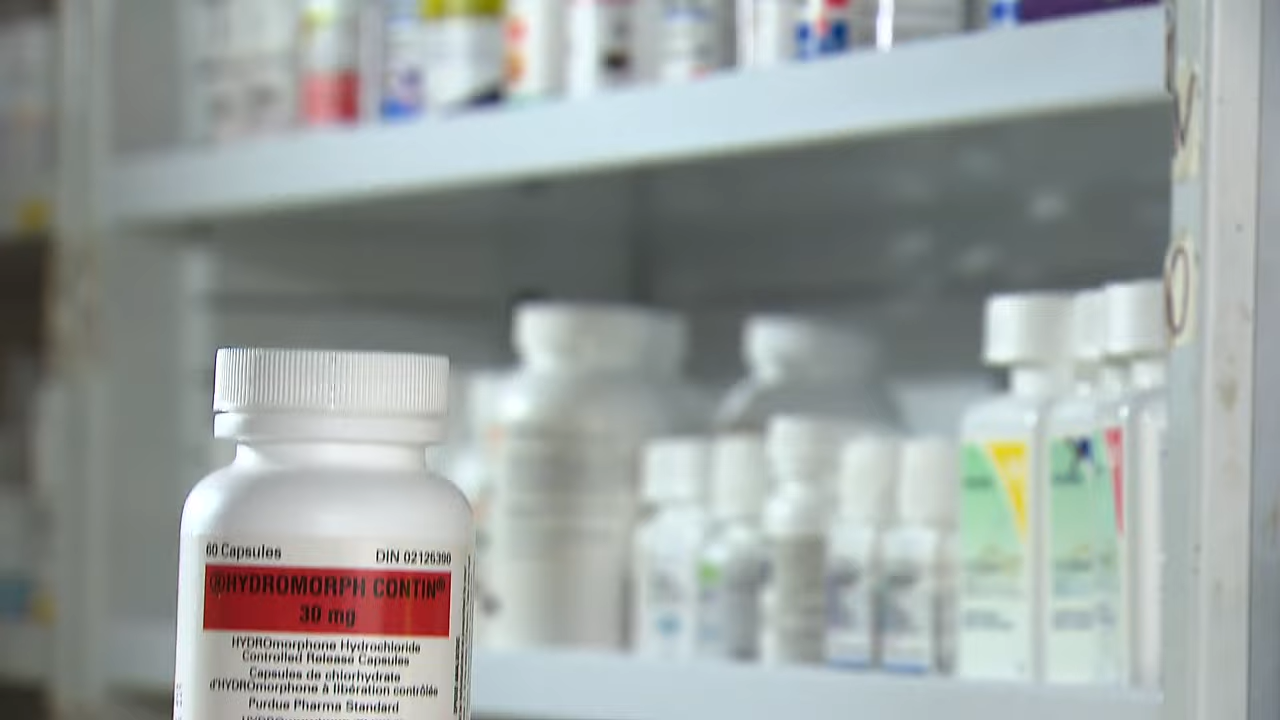 60 Capsules DIN 02126390
HYDROMORPH CONTIN®
30 mg
HYDROmorphone Hydrochloride
Controlled Release Capsules
Capsules de chlorhydrate
d'HYDROmorphone à libération contrôlée
Purdue Pharma Standard